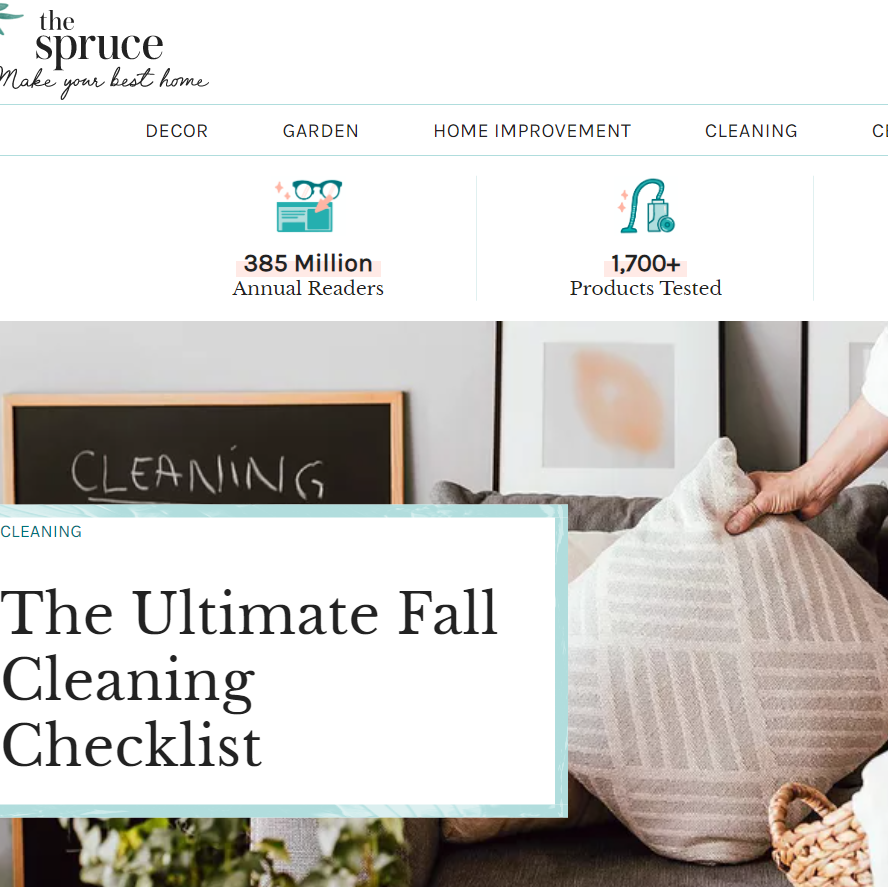 the
spruce
Make your best home
DECOR GARDEN HOME IMPROVEMENT CLEANING
385 Million
Annual Readers
1,700+
Products Tested
CLEANING
CLEANING
The Ultimate Fall
Cleaning
Checklist